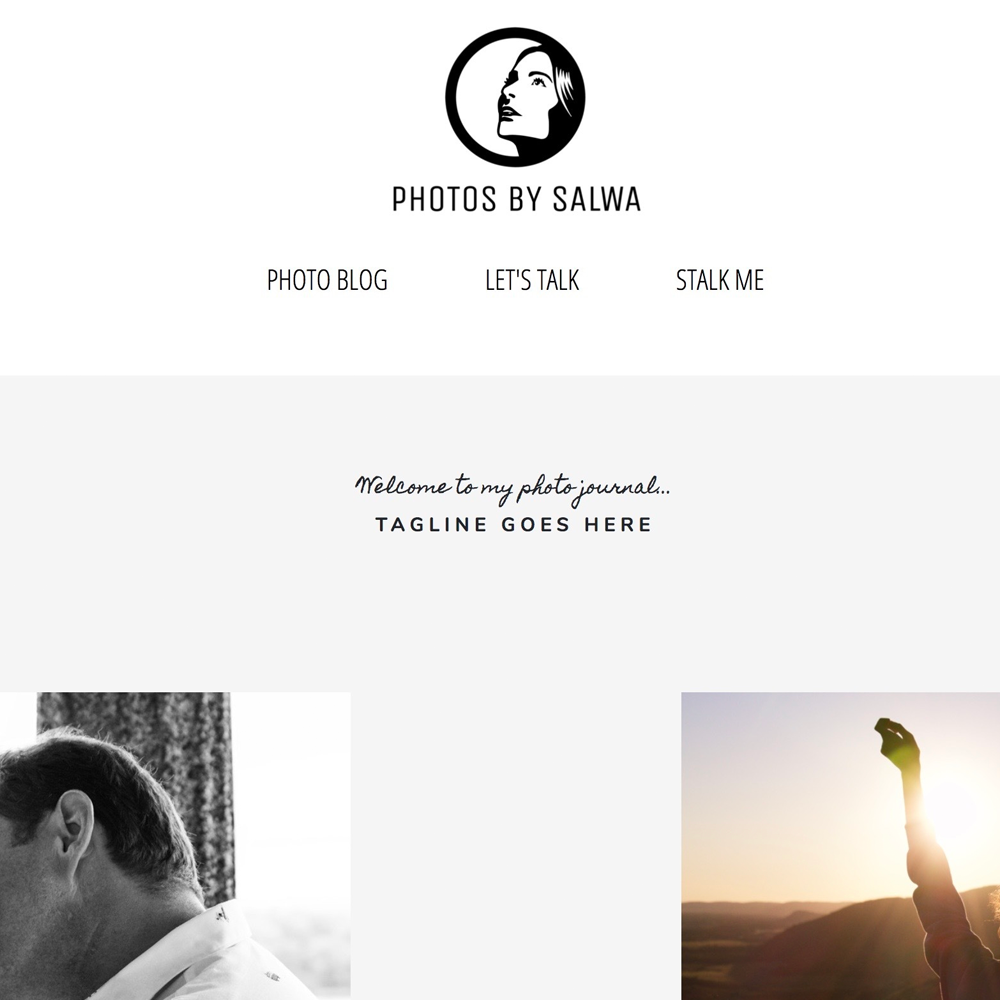 PHOTOS BY SALWA
PHOTO BLOG
LET'S TALK
STALK ME
Welcome to my photo journal...
TAGLINE GOES HERE